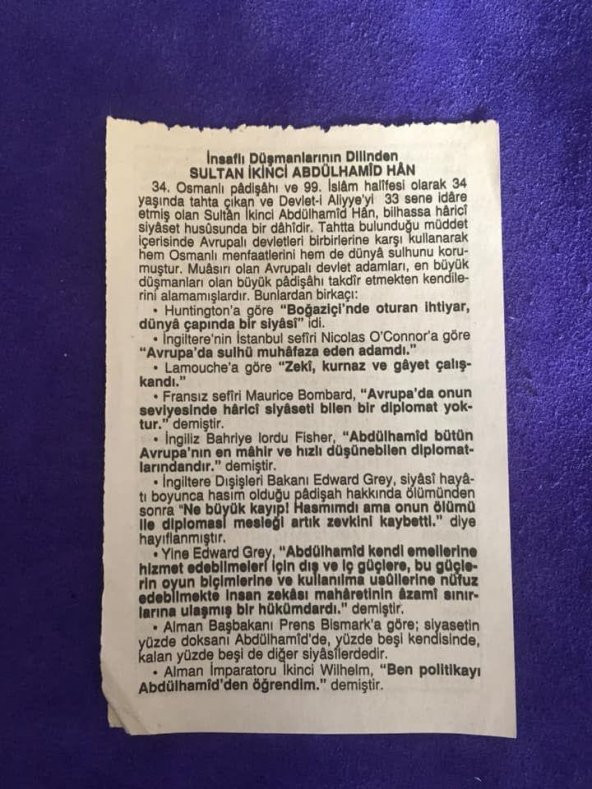 İnsaflı Düşmanlarının Dilinden
SULTAN İKİNCİ ABDÜLHAMÎD HÂN
34. Osmanlı pâdişâhı ve 99. İslâm halîfesi olarak 34
yaşında tahta çıkan ve Devlet-i Aliyye'yi 33 sene idâre
etmiş olan Sultân İkinci Abdülhamîd Hân, bilhassa hâricî
siyâset husûsunda bir dâhîdir. Tahtta bulunduğu müddet
içerisinde Avrupalı devletleri birbirlerine karşı kullanarak
hem Osmanlı menfaatlerini hem de dünyâ sulhunu koru-
muştur. Muâsırı olan Avrupalı devlet adamları, en büyük
düşmanları olan büyük pâdişâhı takdîr etmekten kendile-
rini alamamışlardır. Bunlardan birkaçı:
• Huntington'a göre “Boğaziçi'nde oturan ihtiyar,
dünyâ çapında bir siyâsî” idi.
• İngiltere'nin İstanbul sefîri Nicolas O'Connor'a göre
“Avrupa'da sulhü muhâfaza eden adamdı.”
• Lamouche'a göre “Zekî, kurnaz ve gâyet çalış-
kandı.”
• Fransız sefîri Maurice Bombard, “Avrupa'da onun
seviyesinde hâricî siyâseti bilen bir diplomat yok-
tur.” demiştir.
• İngiliz Bahriye lordu Fisher, “Abdülhamîd bütün
Avrupa'nın en mâhir ve hızlı düşünebilen diplomat-
larındandır.” demiştir.
• İngiltere Dışişleri Bakanı Edward Grey, siyâsî hayâ-
tı boyunca hasım olduğu pâdişah hakkında ölümünden
sonra “Ne büyük kayıp! Hasmımdı ama onun ölümü
ile diplomasi mesleği artık zevkini kaybetti.” diye
hayıflanmıştır.
• Yine Edward Grey, “Abdülhamîd kendi emellerine
hizmet edebilmeleri için dış ve iç güçlere, bu güçle-
rin oyun biçimlerine ve kullanılma usûllerine nüfuz
edebilmekte insan zekâsı mahâretinin âzamî sınır-
larına ulaşmış bir hükümdardı.” demiştir.
• Alman Başbakanı Prens Bismark'a göre; siyasetin
yüzde doksanı Abdülhamîd'de, yüzde beşi kendisinde,
kalan yüzde beşi de diğer siyâsîlerdedir.
• Alman İmparatoru İkinci Wilhelm, “Ben politikayı
Abdülhamîd'den öğrendim.” demiştir.